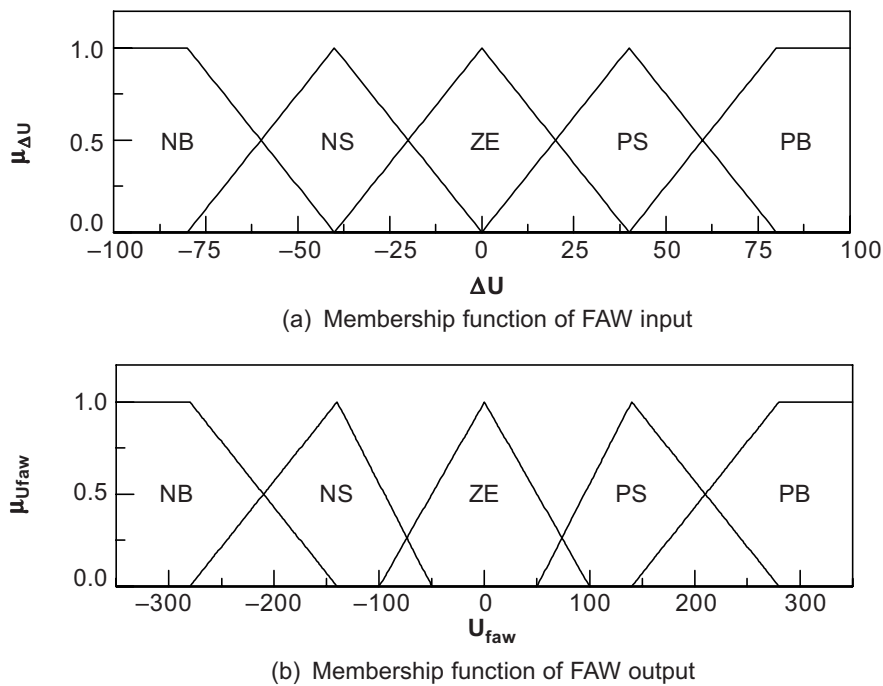 1.0
0.5
0.0
μΔU
NB NS ZE PS PB
–100 –75 –50 –25 0 25 50 75 100
ΔU
(a) Membership function of FAW input
1.0
0.5
0.0
μUfaw
NB NS ZE PS PB
–300 –200 –100 0 100 200 300
Ufaw
(b) Membership function of FAW output